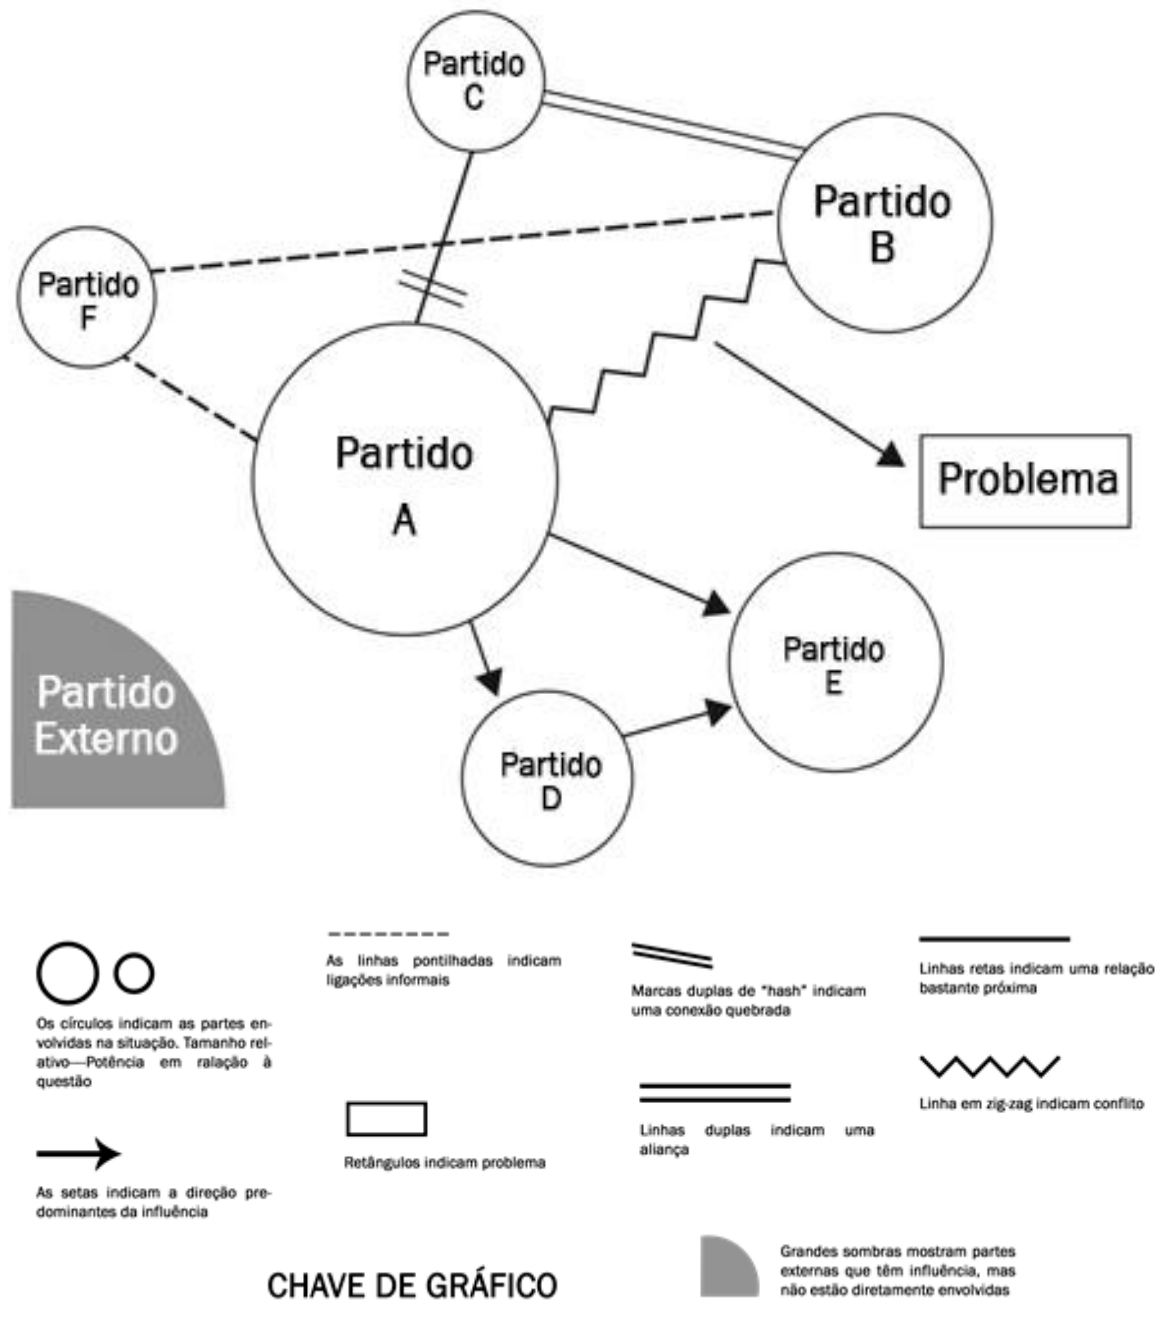 Partido
C
Partido
B
Partido
F
Partido
A
Problema
Partido
E
Partido
Externo
Partido
D
Os círculos indicam as partes en-
volvidas na situação. Tamanho rel-
ativo—Potência em ralação à
questão
As linhas pontilhadas indicam
ligações informais
Marcas duplas de "hash" indicam
uma conexão quebrada
Linhas retas indicam uma relação
bastante próxima
As setas indicam a direção pre-
dominantes da influência
Retângulos indicam problema
Linhas duplas indicam uma
aliança
Linha em zig-zag indicam conflito
CHAVE DE GRÁFICO
Grandes sombras mostram partes
externas que têm influência, mas
não estão diretamente envolvidas